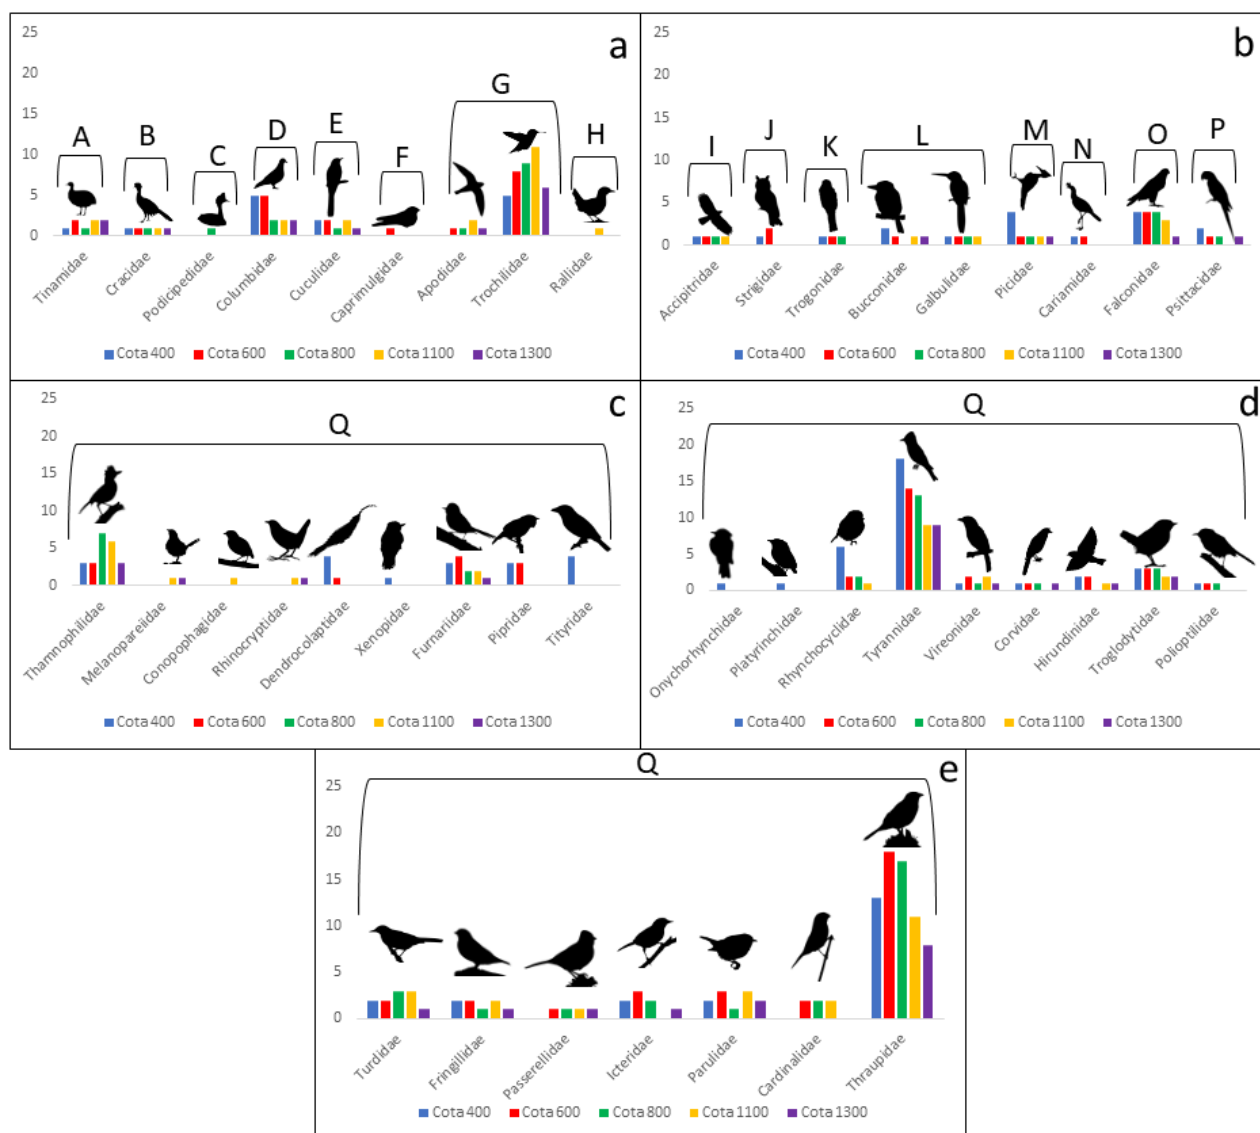 a
25
20
15
10
5
0
A B C D E F G H
Tinamidae Cracidae Podicipedidae Columbidae Cuculidae Caprimulgidae Apodidae Trochilidae Rallidae
Cota 400 Cota 600 Cota 800 Cota 1100 Cota 1300
b
25
20
15
10
5
0
I J K L M N O P
Accipitridae Strigidae Trogonidae Bucconidae Galbulidae Picidae Cariamidae Falconidae Psittacidae
Cota 400 Cota 600 Cota 800 Cota 1100 Cota 1300
c
25
20
15
10
5
0
Q
Thamnophilidae Melanopareiidae Conopophagidae Rhinocryptidae Dendrocolaptidae Xenopidae Furnariidae Pipridae Tityridae
Cota 400 Cota 600 Cota 800 Cota 1100 Cota 1300
d
25
20
15
10
5
0
Q
Onychorhynchidae Platyrinchidae Rhynchocyclidae Tyrannidae Vireonidae Corvidae Hirundinidae Troglodytidae Polioptilidae
Cota 400 Cota 600 Cota 800 Cota 1100 Cota 1300
e
25
20
15
10
5
0
Q
Turdidae Fringillidae Passerellidae Icteridae Parulidae Cardinalidae Thraupidae
Cota 400 Cota 600 Cota 800 Cota 1100 Cota 1300